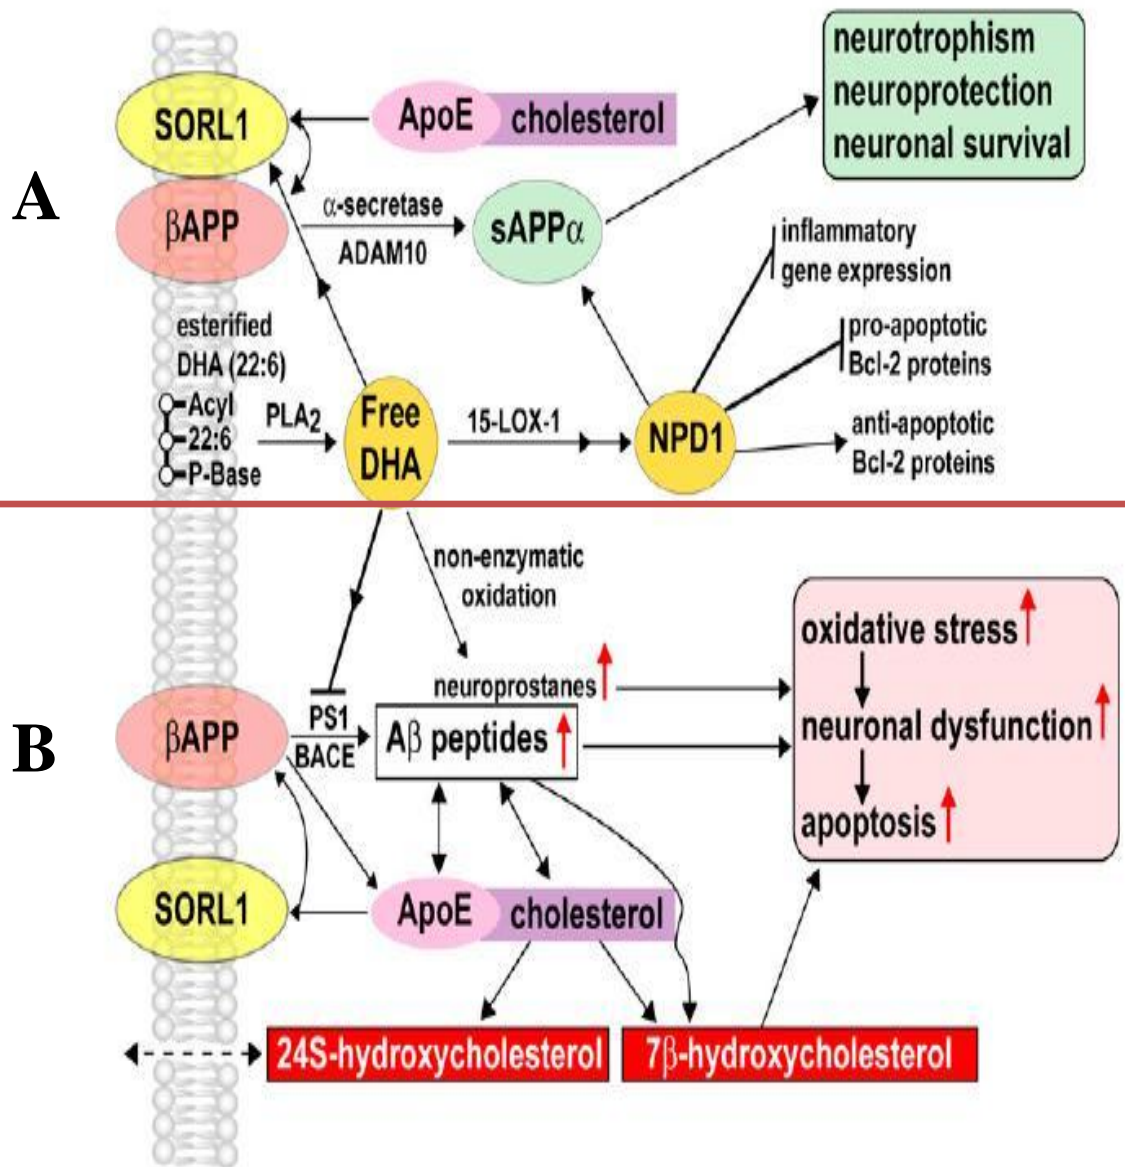 A
SORL1
ApoE
cholesterol
neurotrophism
neuroprotection
neuronal survival
βAPP
α-secretase
ADAM10
sAPPα
inflammatory
gene expression
pro-apoptotic
Bcl-2 proteins
anti-apoptotic
Bcl-2 proteins
esterified
DHA (22:6)
Acyl
22:6
P-Base
PLA2
Free
DHA
15-LOX-1
NPD1
B
non-enzymatic
oxidation
neuroprostanes
βAPP
PS1
BACE
Aβ peptides
oxidative stress
neuronal dysfunction
apoptosis
SORL1
ApoE
cholesterol
24S-hydroxycholesterol
7β-hydroxycholesterol